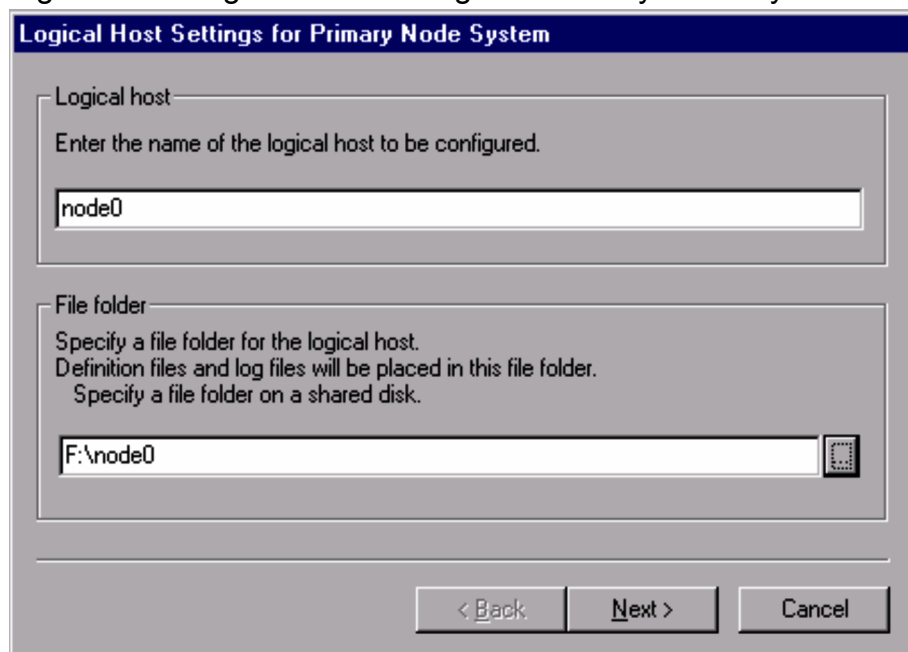 Logical Host Settings for Primary Node System
Logical host
Enter the name of the logical host to be configured.
node0
File folder
Specify a file folder for the logical host.
Definition files and log files will be placed in this file folder.
Specify a file folder on a shared disk.
F:\node0
...
< Back
Next >
Cancel